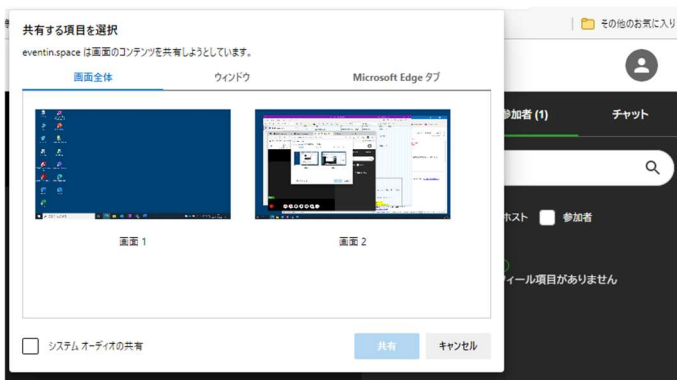 共有する項目を選択
eventin.space は画面のコンテンツを共有しようとしています。
画面全体
ウィンドウ
Microsoft Edge タブ
画面 1
画面 2
システム オーディオの共有
共有
キャンセル
その他のお気に入り
参加者 (1)
チャット
ホスト
参加者
ィール項目がありません